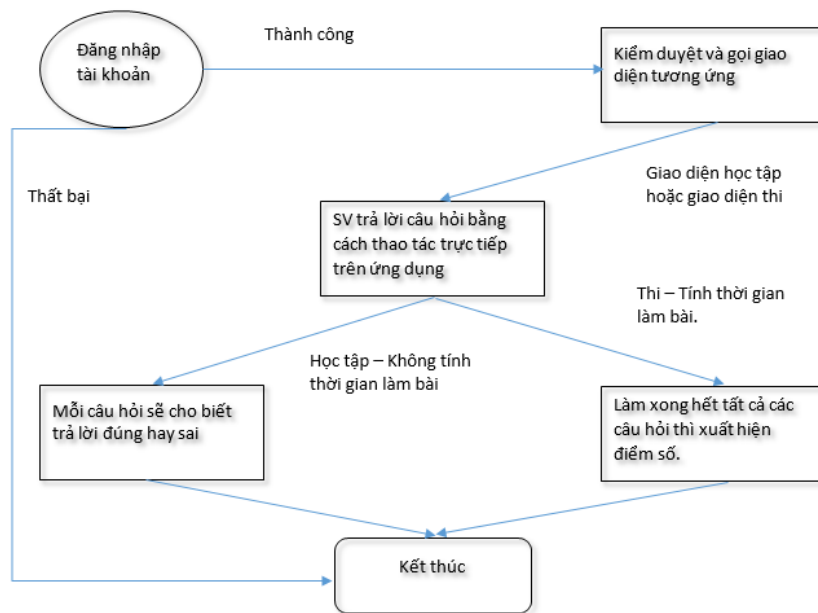 Đăng nhập
tài khoản
Thành công
Kiểm duyệt và gọi giao
diện tương ứng
Thất bại
Giao diện học tập
hoặc giao diện thi
SV trả lời câu hỏi bằng
cách thao tác trực tiếp
trên ứng dụng
Thi – Tính thời gian
làm bài.
Học tập – Không tính
thời gian làm bài
Mỗi câu hỏi sẽ cho biết
trả lời đúng hay sai
Làm xong hết tất cả các
câu hỏi thì xuất hiện
điểm số.
Kết thúc